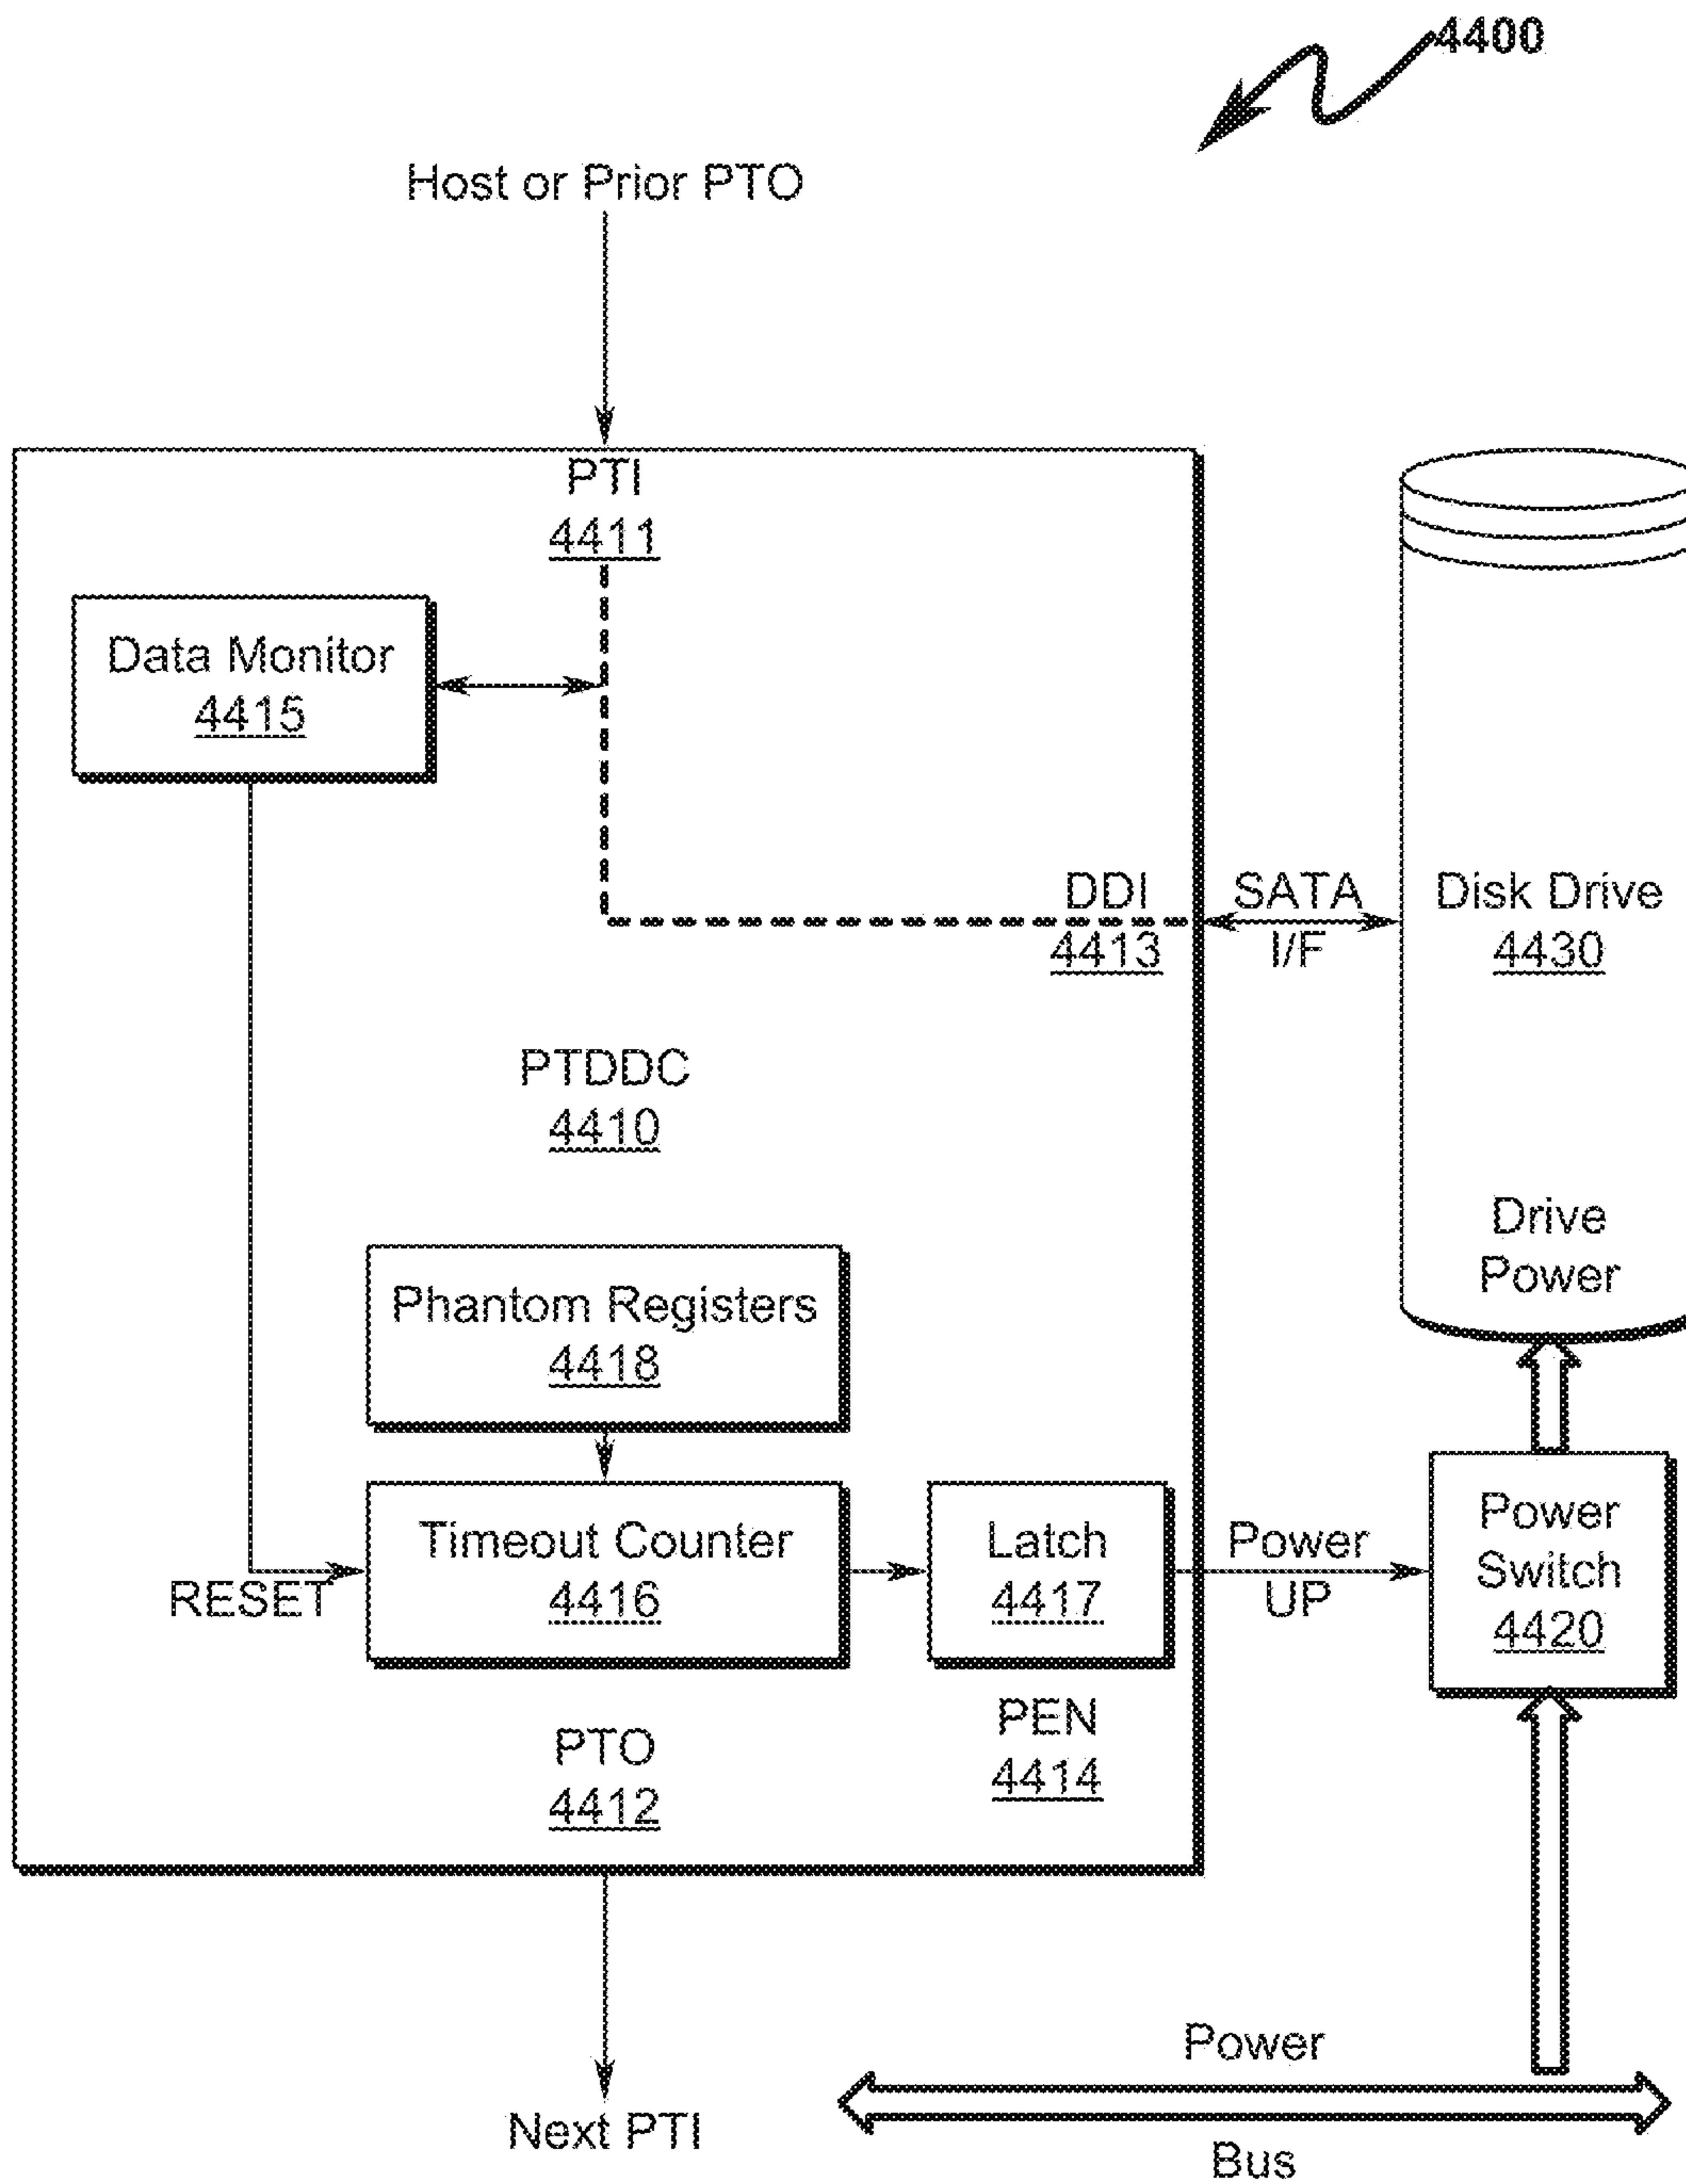 4400
Host or Prior PTO
PTI
4411
Data Monitor
4415
DDI
4413
SATA
I/F
Disk Drive
4430
PTDDC
4410
Drive
Power
Phantom Registers
4418
Timeout Counter
4416
RESET
Latch
4417
Power
UP
Power
Switch
4420
PEN
4414
PTO
4412
Next PTI
Power
Bus